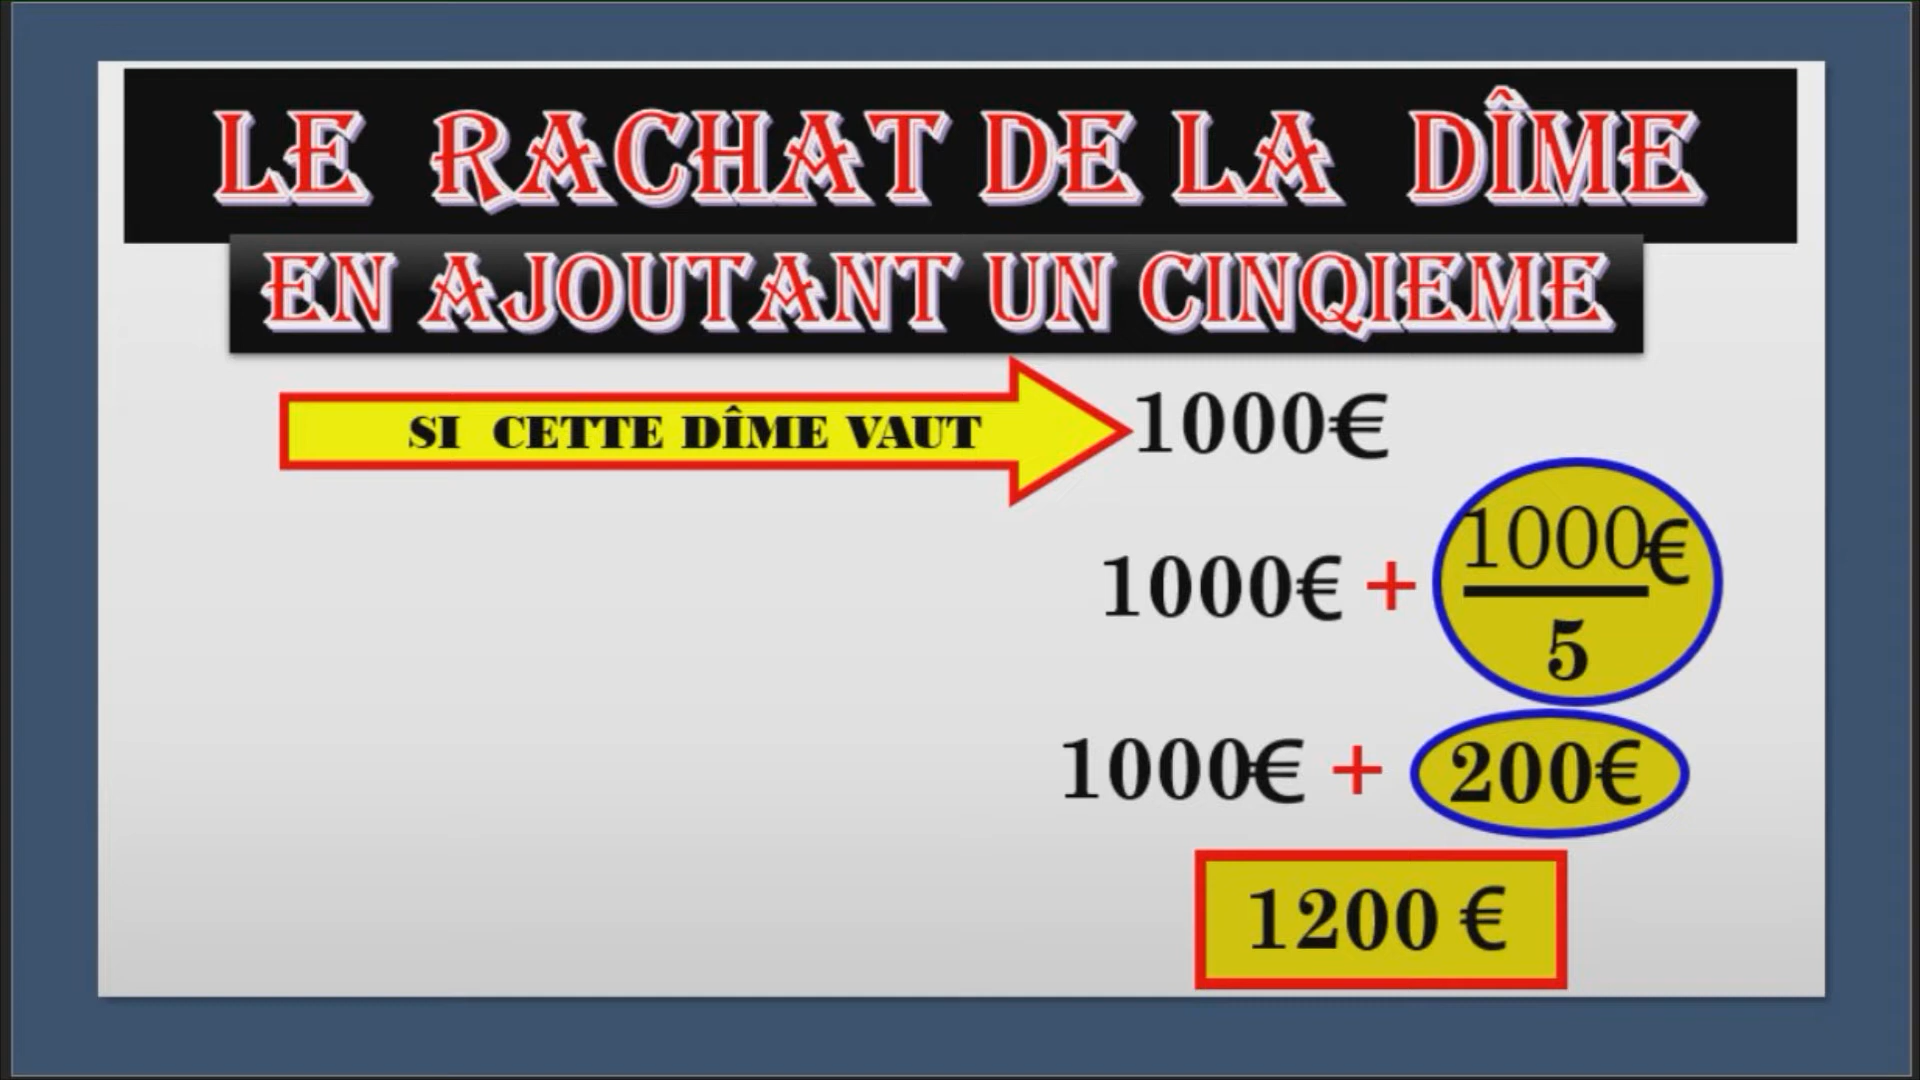 LE RACHAT DE LA DÎME
EN AJOUTANT UN CINQIEME
SI CETTE DÎME VAUT 1000€
1000€ + 1000€
5
1000€ + 200€
1200 €